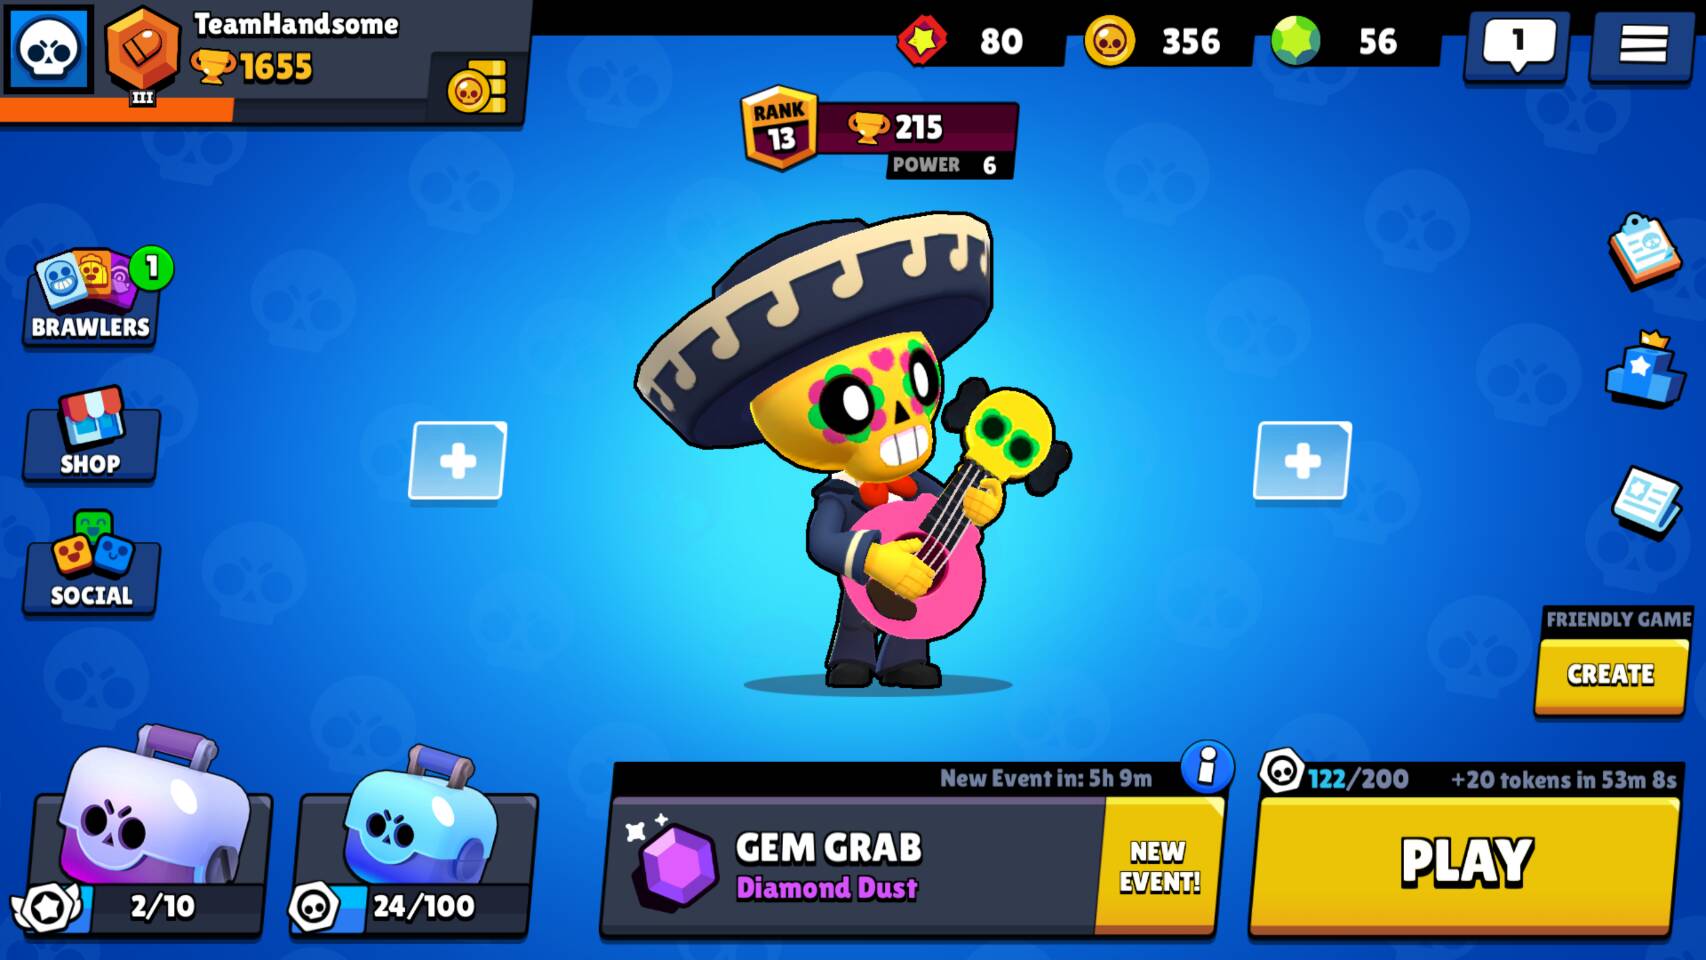 TeamHandsome
1655
III
80
356
56
1
RANK
13
215
POWER 6
1
BRAWLERS
SHOP
SOCIAL
FRIENDLY GAME
CREATE
New Event in: 5h 9m
122/200
+20 tokens in 53m 8s
GEM GRAB
Diamond Dust
NEW
EVENT!
PLAY
2/10
24/100